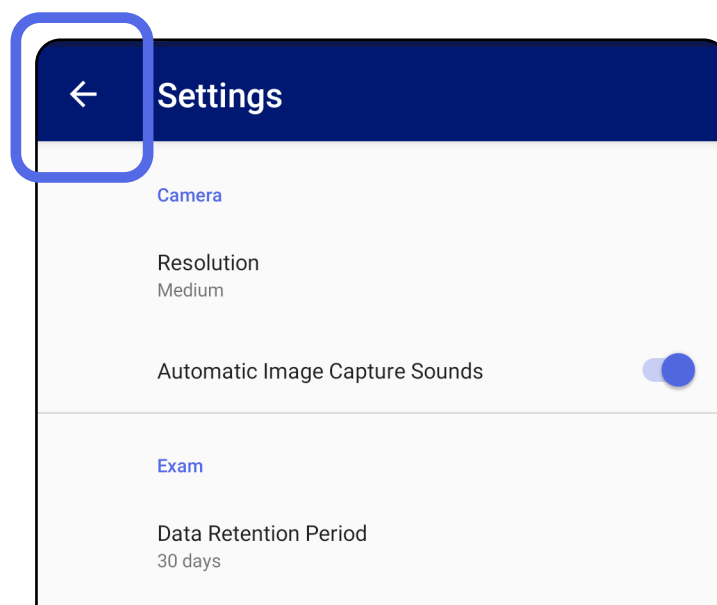 Settings
Camera
Resolution
Medium
Automatic Image Capture Sounds
Exam
Data Retention Period
30 days